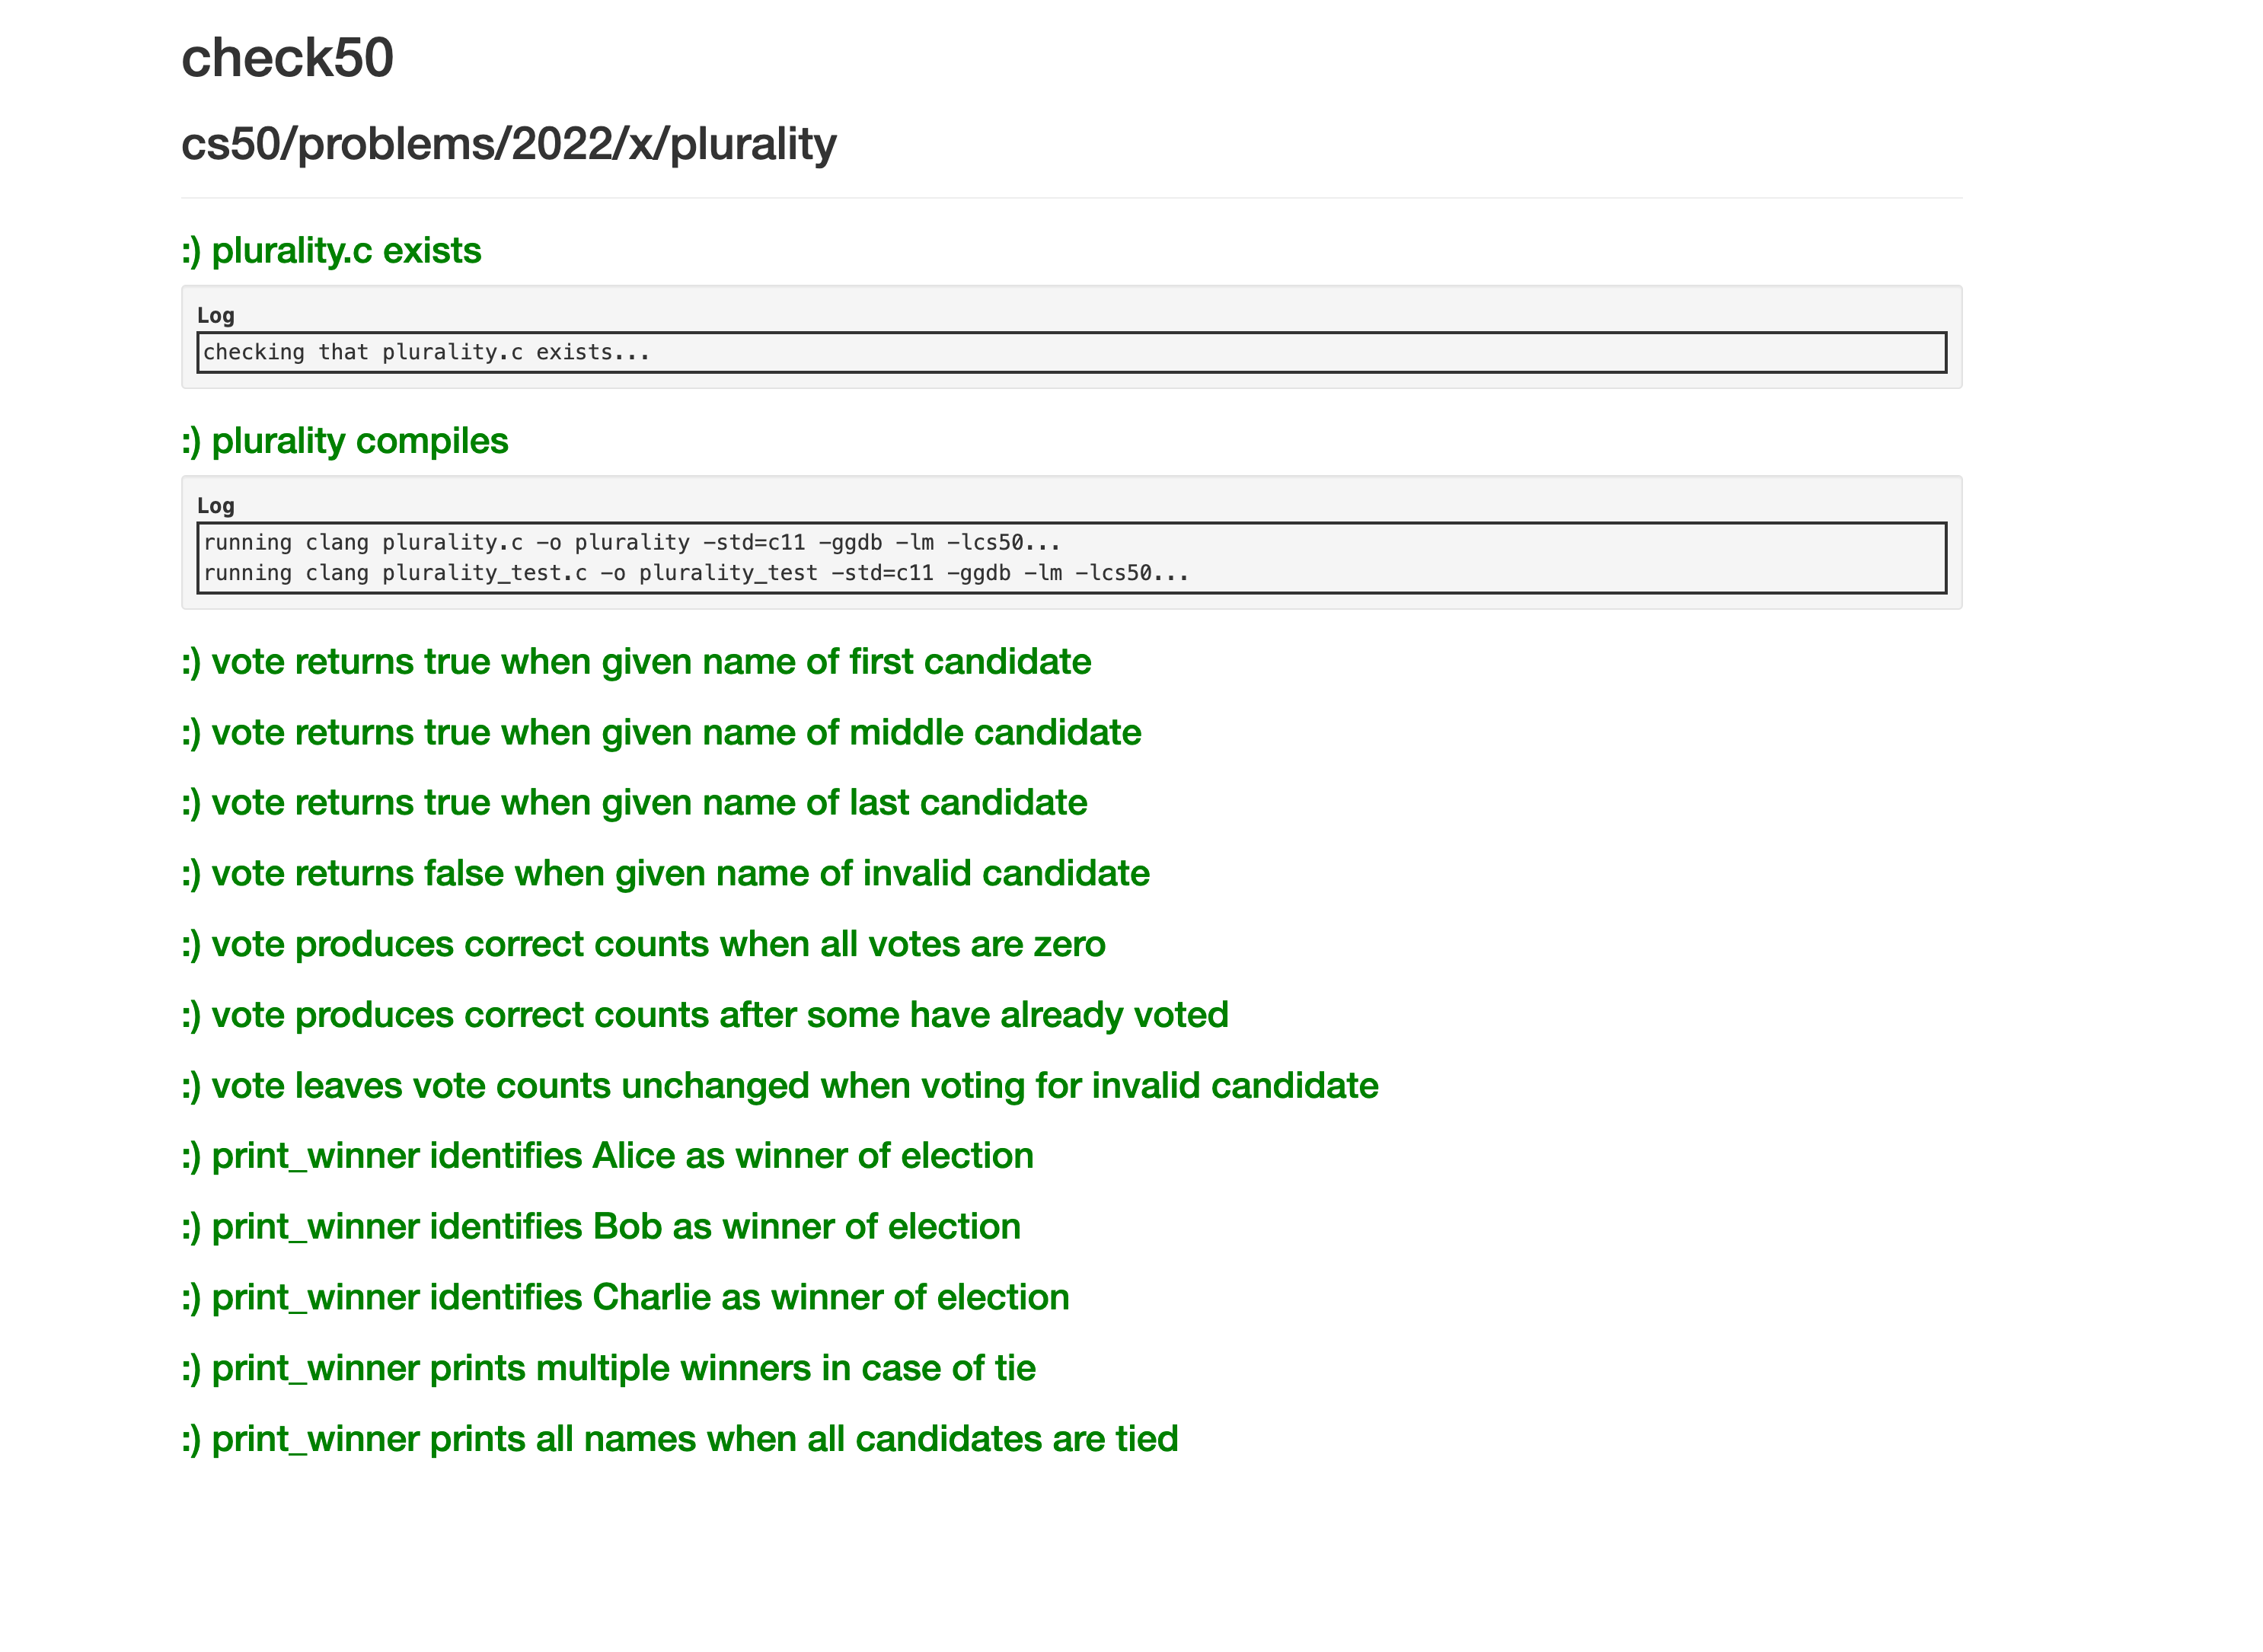 check50
cs50/problems/2022/x/plurality
:) plurality.c exists
Log
checking that plurality.c exists...
:) plurality compiles
Log
running clang plurality.c -o plurality -std=c11 -ggdb -lm -lcs50...
running clang plurality_test.c -o plurality_test -std=c11 -ggdb -lm -lcs50...
:) vote returns true when given name of first candidate
:) vote returns true when given name of middle candidate
:) vote returns true when given name of last candidate
:) vote returns false when given name of invalid candidate
:) vote produces correct counts when all votes are zero
:) vote produces correct counts after some have already voted
:) vote leaves vote counts unchanged when voting for invalid candidate
:) print_winner identifies Alice as winner of election
:) print_winner identifies Bob as winner of election
:) print_winner identifies Charlie as winner of election
:) print_winner prints multiple winners in case of tie
:) print_winner prints all names when all candidates are tied